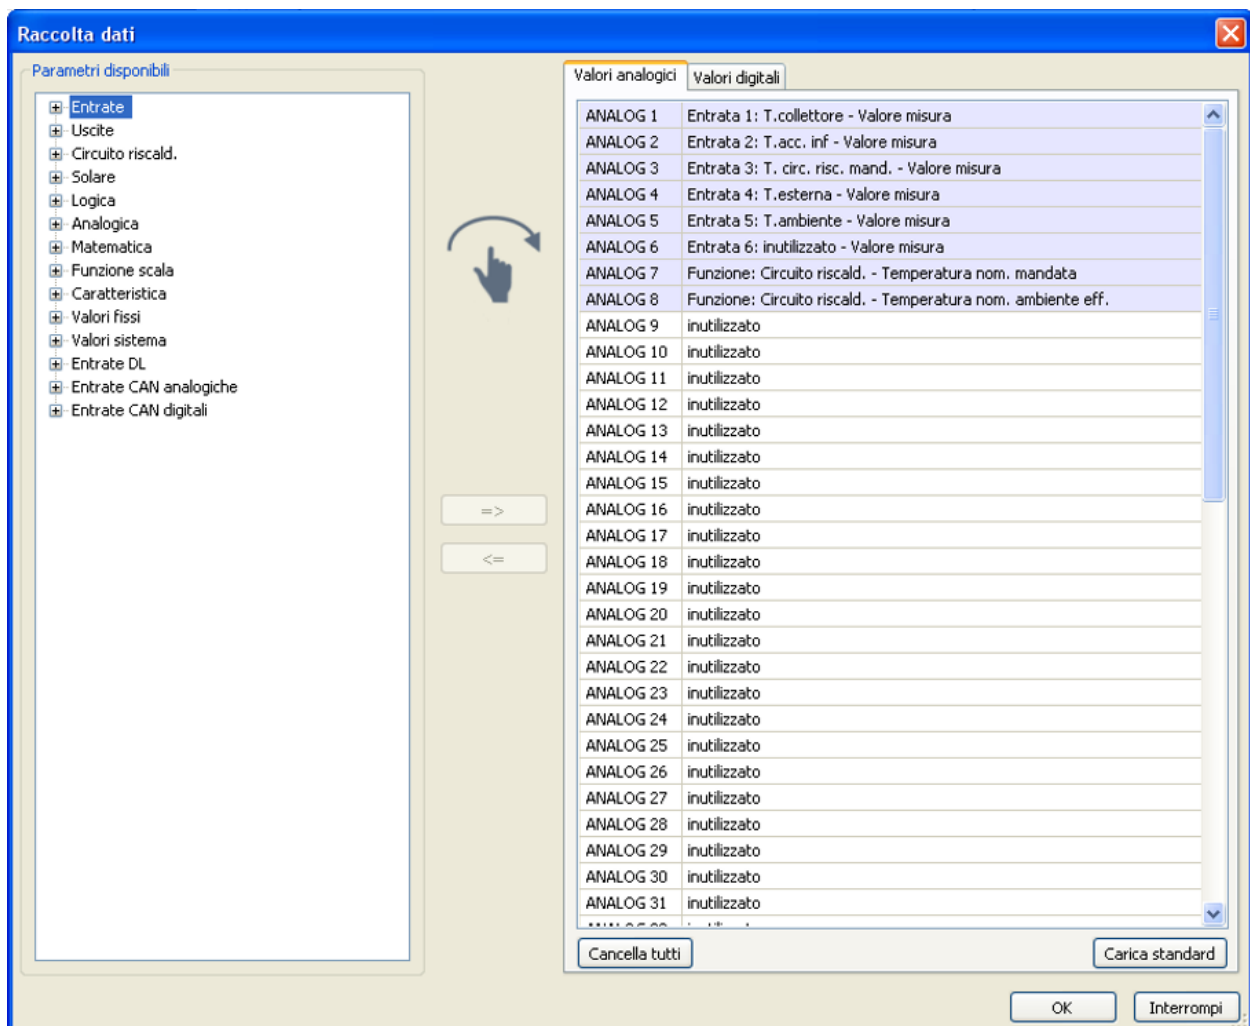 Raccolta dati
Parametri disponibili
Entrate
Uscite
Circuito riscald.
Solare
Logica
Analogica
Matematica
Funzione scala
Caratteristica
Valori fissi
Valori sistema
Entrate DL
Entrate CAN analogiche
Entrate CAN digitali
=>
<=
Valori analogici Valori digitali
ANALOG 1 Entrata 1: T.collettore - Valore misura
ANALOG 2 Entrata 2: T.acc. inf - Valore misura
ANALOG 3 Entrata 3: T. circ. risc. mand. - Valore misura
ANALOG 4 Entrata 4: T.esterna - Valore misura
ANALOG 5 Entrata 5: T.ambiente - Valore misura
ANALOG 6 Entrata 6: inutilizzato - Valore misura
ANALOG 7 Funzione: Circuito riscald. - Temperatura nom. mandata
ANALOG 8 Funzione: Circuito riscald. - Temperatura nom. ambiente eff.
ANALOG 9 inutilizzato
ANALOG 10 inutilizzato
ANALOG 11 inutilizzato
ANALOG 12 inutilizzato
ANALOG 13 inutilizzato
ANALOG 14 inutilizzato
ANALOG 15 inutilizzato
ANALOG 16 inutilizzato
ANALOG 17 inutilizzato
ANALOG 18 inutilizzato
ANALOG 19 inutilizzato
ANALOG 20 inutilizzato
ANALOG 21 inutilizzato
ANALOG 22 inutilizzato
ANALOG 23 inutilizzato
ANALOG 24 inutilizzato
ANALOG 25 inutilizzato
ANALOG 26 inutilizzato
ANALOG 27 inutilizzato
ANALOG 28 inutilizzato
ANALOG 29 inutilizzato
ANALOG 30 inutilizzato
ANALOG 31 inutilizzato
Cancella tutti Carica standard
OK Interrompi